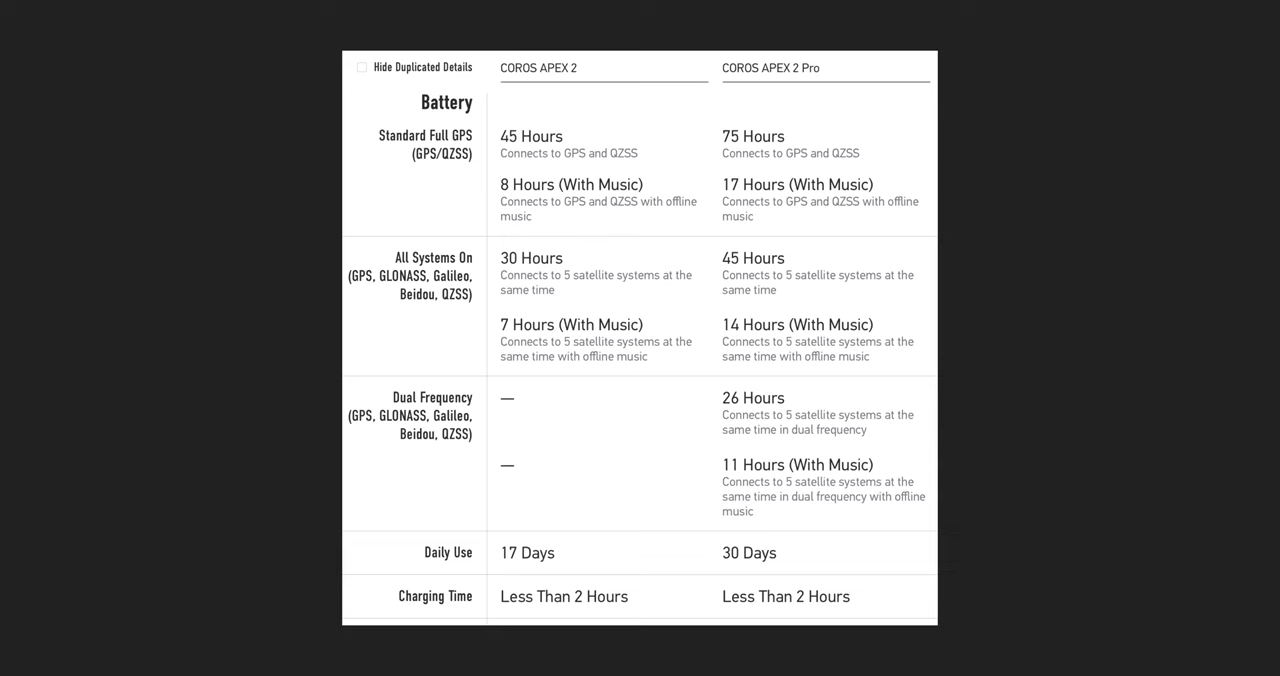 Hide Duplicated Details
COROS APEX 2
COROS APEX 2 Pro
Battery
Standard Full GPS
(GPS/QZSS)
45 Hours
Connects to GPS and QZSS
75 Hours
Connects to GPS and QZSS
8 Hours (With Music)
Connects to GPS and QZSS with offline
music
17 Hours (With Music)
Connects to GPS and QZSS with offline
music
All Systems On
(GPS, GLONASS, Galileo,
Beidou, QZSS)
30 Hours
Connects to 5 satellite systems at the
same time
45 Hours
Connects to 5 satellite systems at the
same time
7 Hours (With Music)
Connects to 5 satellite systems at the
same time with offline music
14 Hours (With Music)
Connects to 5 satellite systems at the
same time with offline music
Dual Frequency
(GPS, GLONASS, Galileo,
Beidou, QZSS)
—
26 Hours
Connects to 5 satellite systems at the
same time in dual frequency
—
11 Hours (With Music)
Connects to 5 satellite systems at the
same time in dual frequency with offline
music
Daily Use
17 Days
30 Days
Charging Time
Less Than 2 Hours
Less Than 2 Hours